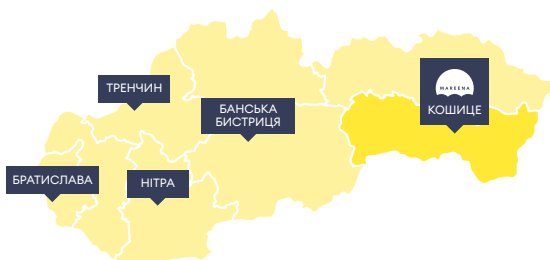 MAREENA
КОШИЦЕ
ТРЕНЧИН
БАНСЬКА
БИСТРИЦЯ
БРАТИСЛАВА
НІТРА